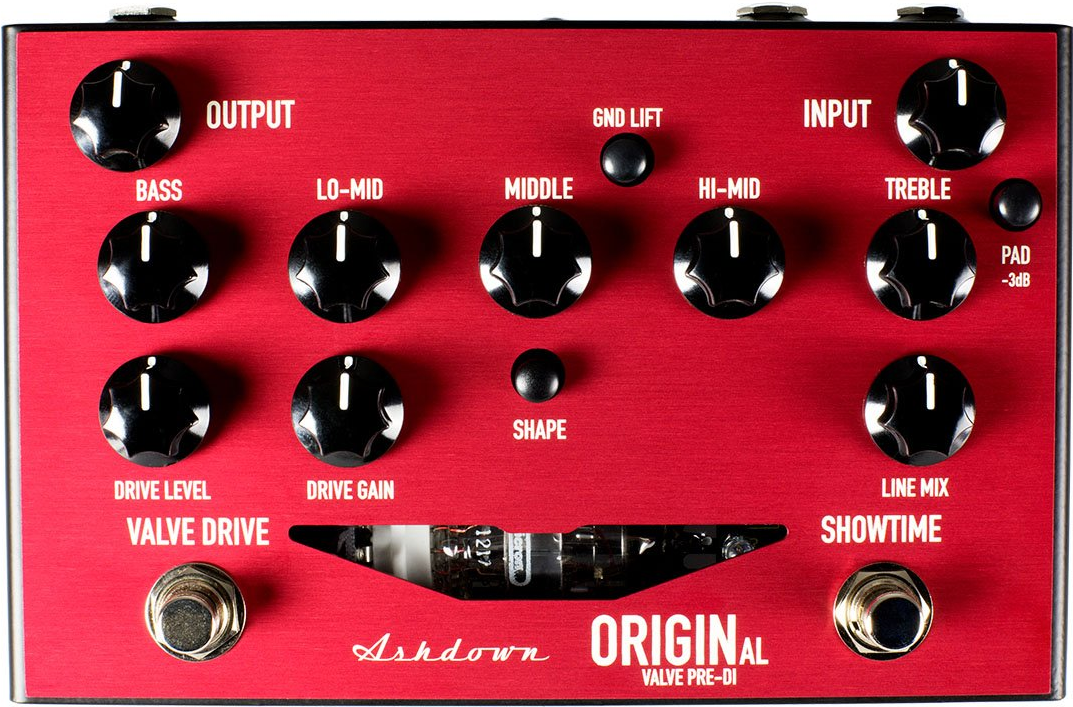 OUTPUT
GND LIFT
INPUT
BASS
LO-MID
MIDDLE
HI-MID
TREBLE
PAD
-3dB
SHAPE
DRIVE LEVEL
DRIVE GAIN
LINE MIX
VALVE DRIVE
SHOWTIME
Ashdown
ORIGINAL
VALVE PRE-DI